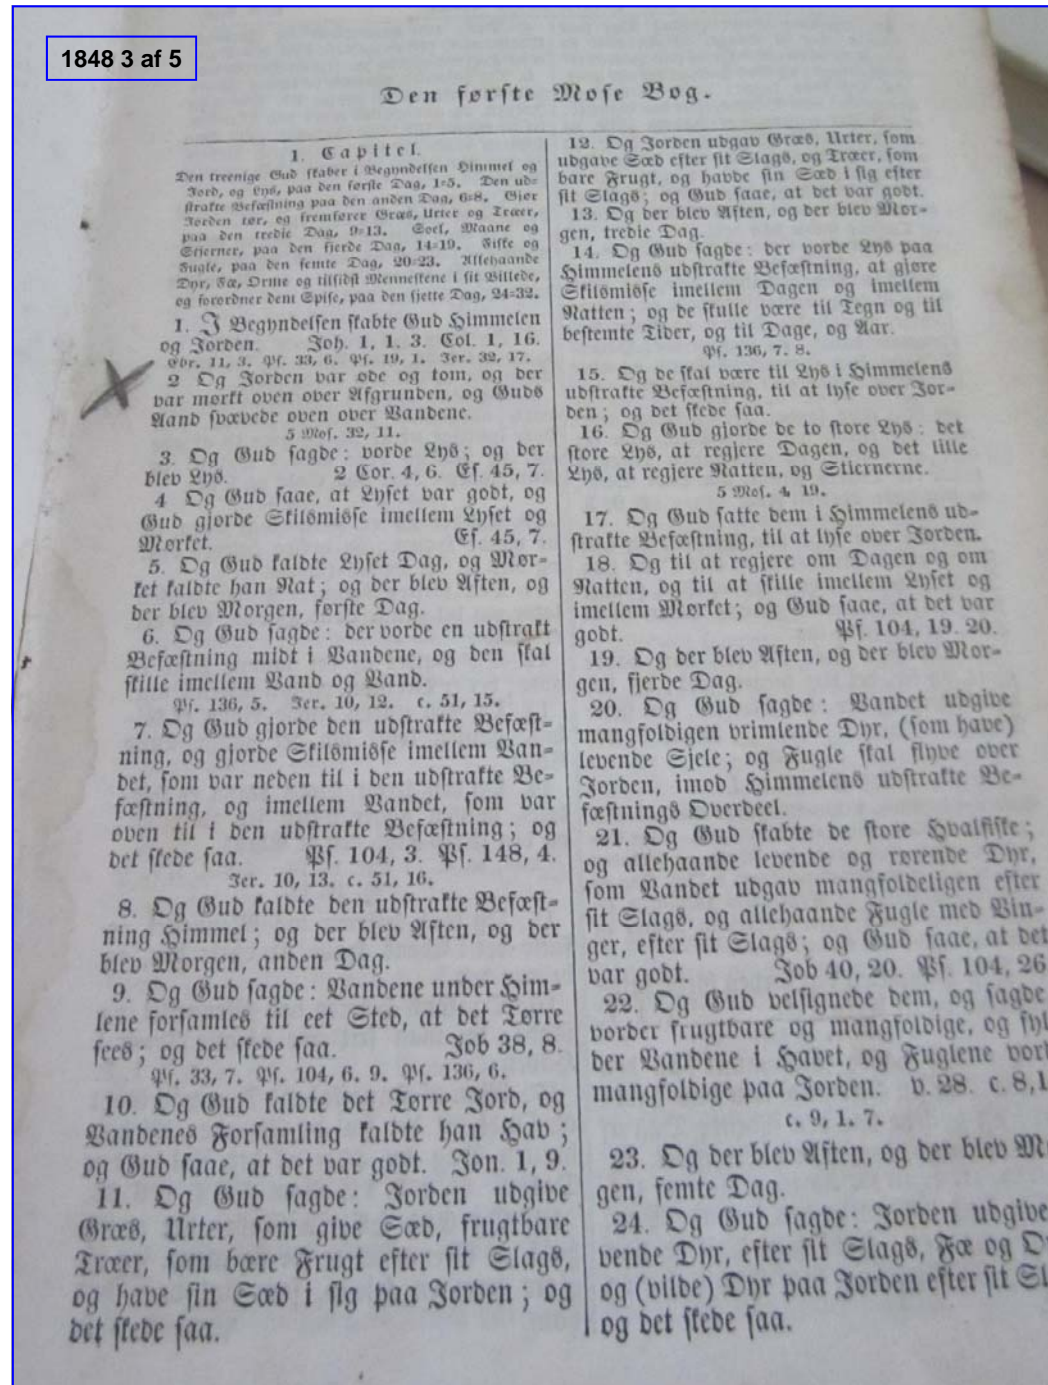 1848 3 af 5
Den første Mose Bog.
1. Capitel.
Den treenige Gud skaber i Begyndelsen Himmel og
Jord, og Lys, paa den første Dag, 1=5. Den ud=
strakte Befæstning paa den anden Dag, 6=8. Gjør
Jorden tør, og fremfører Græs, Urter og Træer,
paa den tredie Dag, 9=13. Soel, Maane og
Stierner, paa den fierde Dag, 14=19. Fiske og
Fugle, paa den femte Dag, 20=23. Allehaande
Dyr, Fæ, Orme og tilsidst Menneskene i sit Billede,
og forordner dem Spise, paa den sjette Dag, 24=32.
1. I Begyndelsen skabte Gud Himmelen
og Jorden. Joh. 1, 1. 3. Col. 1, 16.
Ebr. 11, 3. Ps. 33, 6. Ps. 19, 1. Jer. 32, 17.
2 Og Jorden var øde og tom, og der
var mørkt oven over Afgrunden, og Guds
Aand svævede oven over Vandene.
5 Mos. 32, 11.
3. Og Gud sagde: vorde Lys; og der
blev Lys. 2 Cor. 4, 6. Es. 45, 7.
4 Og Gud saae, at Lyset var godt, og
Gud gjorde Skilsmisse imellem Lyset og
Mørket. Es. 45, 7.
5. Og Gud kaldte Lyset Dag, og Mør=
ket kaldte han Nat; og der blev Aften, og
der blev Morgen, første Dag.
6. Og Gud sagde: der vorde en udstrakt
Befæstning midt i Vandene, og den skal
skille imellem Vand og Vand.
Ps. 136, 5. Jer. 10, 12. c. 51, 15.
7. Og Gud gjorde den udstrakte Befæst=
ning, og gjorde Skilsmisse imellem Van=
det, som var neden til i den udstrakte Be=
fæstning, og imellem Vandet, som var
oven til i den udstrakte Befæstning; og
det skede saa. Ps. 104, 3. Ps. 148, 4.
Jer. 10, 13. c. 51, 16.
8. Og Gud kaldte den udstrakte Befæst=
ning Himmel; og der blev Aften, og der
blev Morgen, anden Dag.
9. Og Gud sagde: Vandene under Him=
lene forsamles til eet Sted, at det Tørre
sees; og det skede saa. Job 38, 8.
Ps. 33, 7. Ps. 104, 6. 9. Ps. 136, 6.
10. Og Gud kaldte det Tørre Jord, og
Vandenes Forsamling kaldte han Hav;
og Gud saae, at det var godt. Jon. 1, 9.
11. Og Gud sagde: Jorden udgive
Græs, Urter, som give Sæd, frugtbare
Træer, som bære Frugt efter sit Slags,
og have sin Sæd i sig paa Jorden; og
det skede saa.
12. Og Jorden udgav Græs, Urter, som
udgave Sæd efter sit Slags, og Træer, som
bare Frugt, og havde sin Sæd i sig efter
sit Slags; og Gud saae, at det var godt.
13. Og der blev Aften, og der blev Mor=
gen, tredie Dag.
14. Og Gud sagde: der vorde Lys paa
Himmelens udstrakte Befæstning, at gjøre
Skilsmisse imellem Dagen og imellem
Natten; og de skulle være til Tegn og til
bestemte Tider, og til Dage, og Aar.
Ps. 136, 7. 8.
15. Og de skal være til Lys i Himmelens
udstrakte Befæstning, til at lyse over Jor=
den; og det skede saa.
16. Og Gud gjorde de to store Lys: det
store Lys, at regjere Dagen, og det lille
Lys, at regjere Natten, og Stiernerne.
5 Mos. 4, 19.
17. Og Gud satte dem i Himmelens ud=
strakte Befæstning, til at lyse over Jorden.
18. Og til at regjere om Dagen og om
Natten, og til at skille imellem Lyset og
imellem Mørket; og Gud saae, at det var
godt. Ps. 104, 19. 20.
19. Og der blev Aften, og der blev Mor=
gen, fjerde Dag.
20. Og Gud sagde: Vandet udgive
mangfoldigen vrimlende Dyr, (som have)
levende Sjele; og Fugle skal flyve over
Jorden, imod Himmelens udstrakte Be=
fæstnings Overdeel.
21. Og Gud skabte de store Hvalfiske;
og allehaande levende og rørende Dyr,
som Vandet udgav mangfoldeligen efter
sit Slags, og allehaande Fugle med Vin=
ger, efter sit Slags; og Gud saae, at det
var godt. Job 40, 20. Ps. 104, 26
22. Og Gud velsignede dem, og sagde
vorder frugtbare og mangfoldige, og fyl
der Vandene i Havet, og Fuglene vord
mangfoldige paa Jorden. v. 28. c. 8, 1
c. 9, 1. 7.
23. Og der blev Aften, og der blev M
gen, femte Dag.
24. Og Gud sagde: Jorden udgive
vende Dyr, efter sit Slags, Fæ og O
og (vilde) Dyr paa Jorden efter sit Sl
og det skede saa.